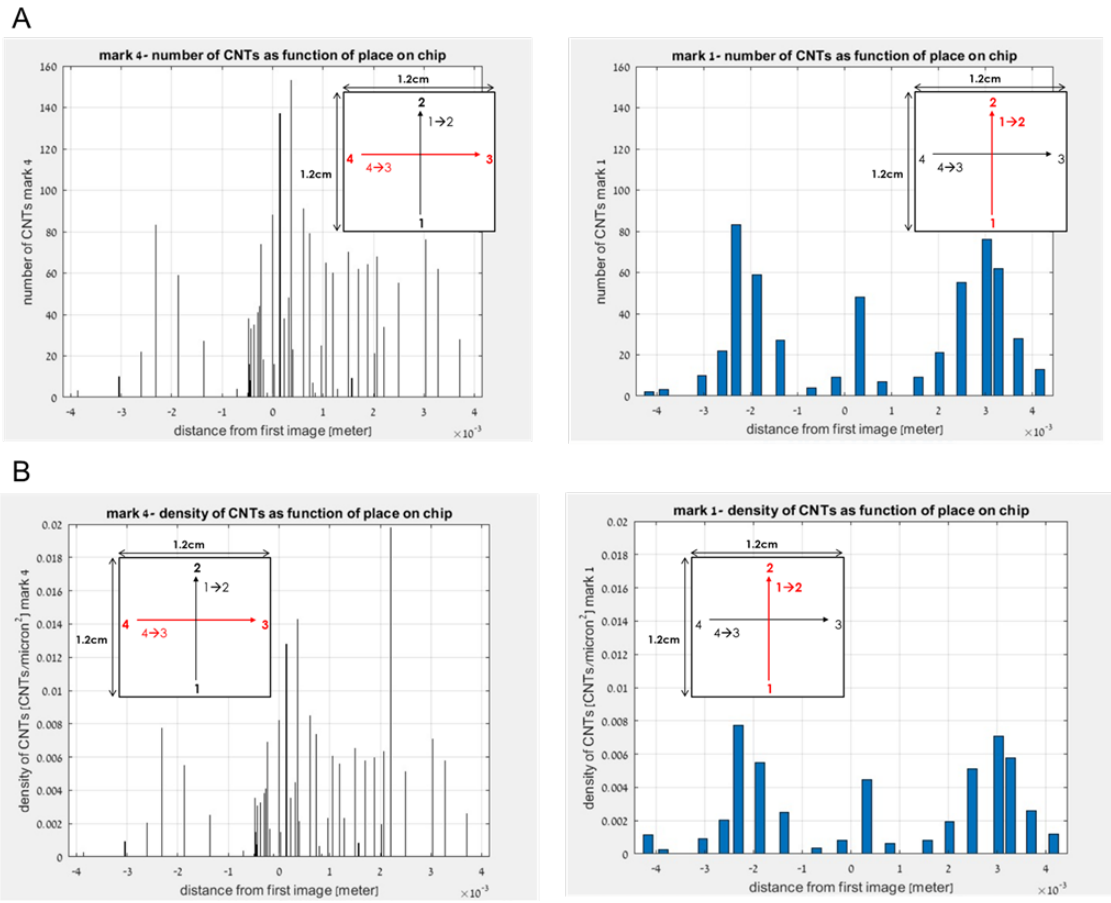 A
mark 4- number of CNTs as function of place on chip
number of CNTs mark 4
160
140
120
100
80
60
40
20
0
-4 -3 -2 -1 0 1 2 3 4
distance from first image [meter]
×10⁻³
1.2cm
1.2cm
2
1→2
4 3
4→3
1
mark 1- number of CNTs as function of place on chip
number of CNTs mark 1
160
140
120
100
80
60
40
20
0
-4 -3 -2 -1 0 1 2 3 4
distance from first image [meter]
×10⁻³
1.2cm
1.2cm
2
1→2
4 3
4→3
1
B
mark 4- density of CNTs as function of place on chip
density of CNTs [CNTs/micron²] mark 4
0.02
0.018
0.016
0.014
0.012
0.01
0.008
0.006
0.004
0.002
0
-4 -3 -2 -1 0 1 2 3 4
distance from first image [meter]
×10⁻³
1.2cm
1.2cm
2
1→2
4 3
4→3
1
mark 1- density of CNTs as function of place on chip
density of CNTs [CNTs/micron²] mark 1
0.02
0.018
0.016
0.014
0.012
0.01
0.008
0.006
0.004
0.002
0
-4 -3 -2 -1 0 1 2 3 4
distance from first image [meter]
×10⁻³
1.2cm
1.2cm
2
1→2
4 3
4→3
1